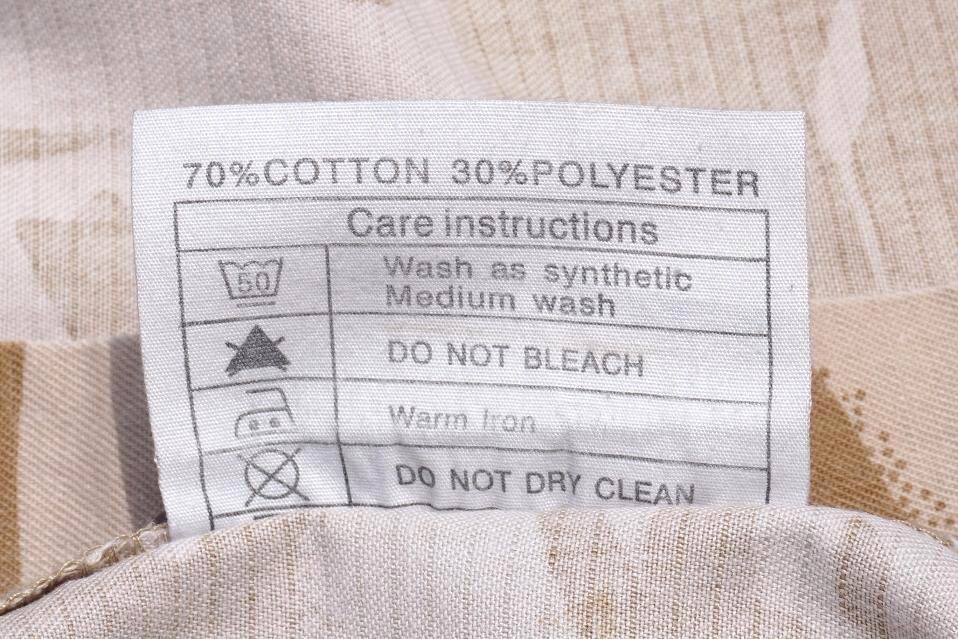 70%COTTON 30%POLYESTER
Care instructions
50
Wash as synthetic
Medium wash
DO NOT BLEACH
Warm Iron
DO NOT DRY CLEAN